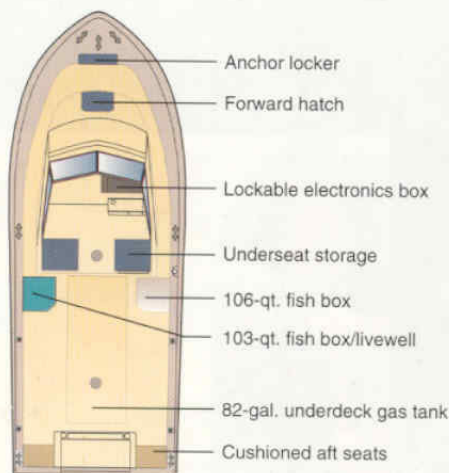 Anchor locker
Forward hatch
Lockable electronics box
Underseat storage
106-qt. fish box
103-qt. fish box/livewell
82-gal. underdeck gas tank
Cushioned aft seats